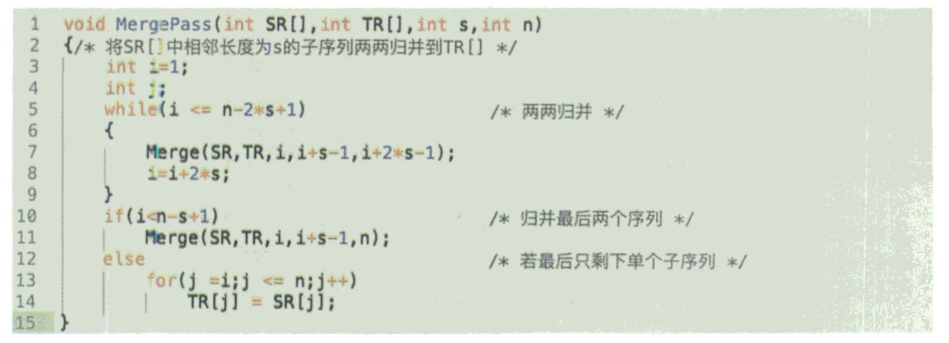 1 void MergePass(int SR[],int TR[],int s,int n)
2 {/* 将SR[]中相邻长度为s的子序列两两归并到TR[] */
3 int i=1;
4 int j;
5 while(i <= n-2*s+1) /* 两两归并 */
6 {
7 Merge(SR,TR,i,i+s-1,i+2*s-1);
8 i=i+2*s;
9 }
10 if(i<n-s+1) /* 归并最后两个序列 */
11 Merge(SR,TR,i,i+s-1,n);
12 else /* 若最后只剩下单个子序列 */
13 for(j =i;j <= n;j++)
14 TR[j] = SR[j];
15 }